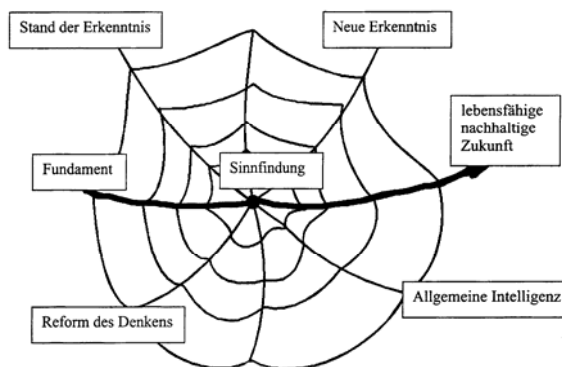 Stand der Erkenntnis
Neue Erkenntnis
lebensfähige
nachhaltige
Zukunft
Fundament
Sinnfindung
Reform des Denkens
Allgemeine Intelligenz